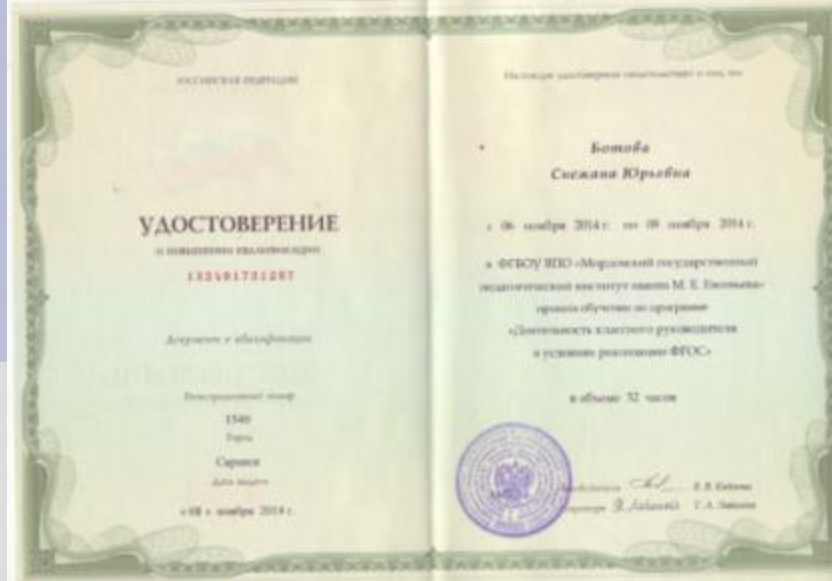 РОССИЙСКАЯ ФЕДЕРАЦИЯ
УДОСТОВЕРЕНИЕ
о повышении квалификации
Документ о квалификации
Регистрационный номер
1540
Город
Саранск
Дата выдачи
« 08 » ноября 2014 г.
Настоящее удостоверение свидетельствует о том, что
Ботова
Снежана Юрьевна
с 06 ноября 2014 г. по 08 ноября 2014 г.
в ФГБОУ ВПО «Мордовский государственный
педагогический институт имени М. Е. Евсевьева»
прошла обучение по программе
«Деятельность классного руководителя
в условиях реализации ФГОС»
в объеме 32 часов